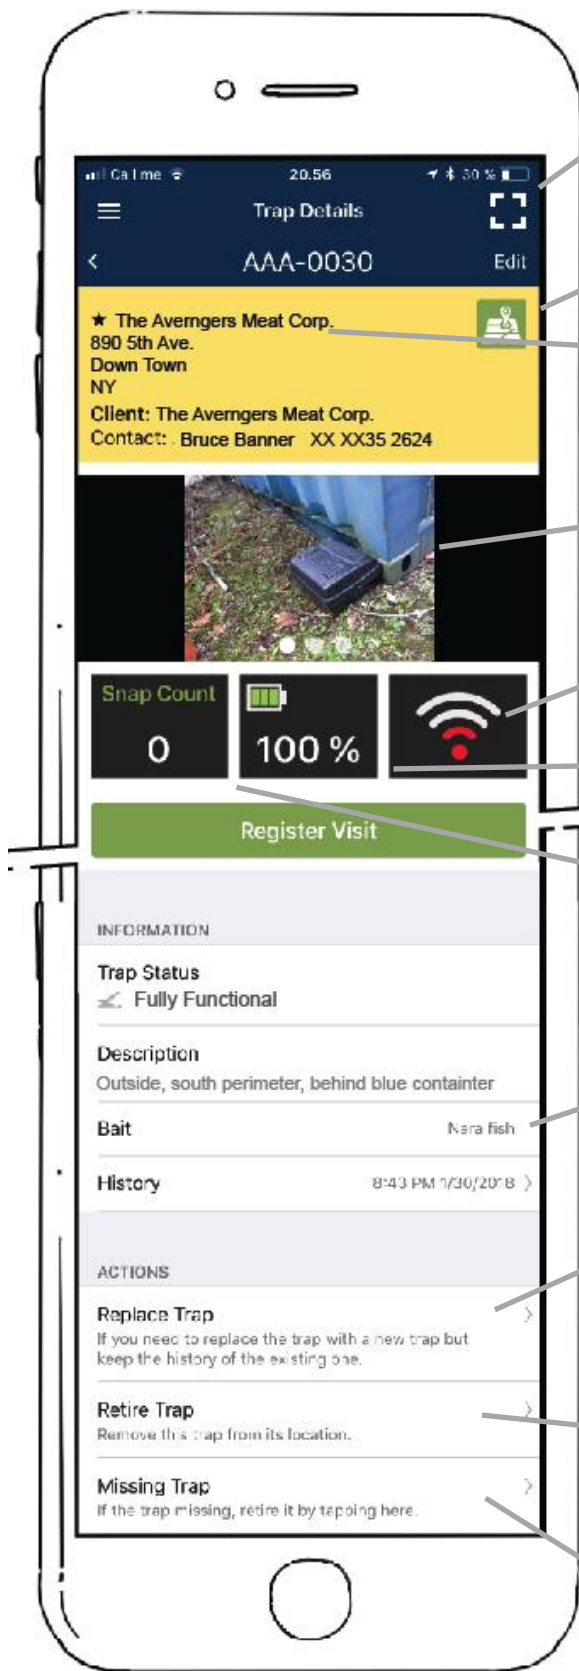 Call me 20.56 30 %
Trap Details
AAA-0030 Edit
★ The Averngers Meat Corp.
890 5th Ave.
Down Town
NY
Client: The Averngers Meat Corp.
Contact: . Bruce Banner XX XX35 2624
Snap Count
0 100 %
Register Visit
INFORMATION
Trap Status
Fully Functional
Description
Outside, south perimeter, behind blue containter
Bait Nara fish
History 8:43 PM 1/30/2018
ACTIONS
Replace Trap
If you need to replace the trap with a new trap but
keep the history of the existing one.
Retire Trap
Remove this trap from its location.
Missing Trap
If the trap missing, retire it by tapping here.